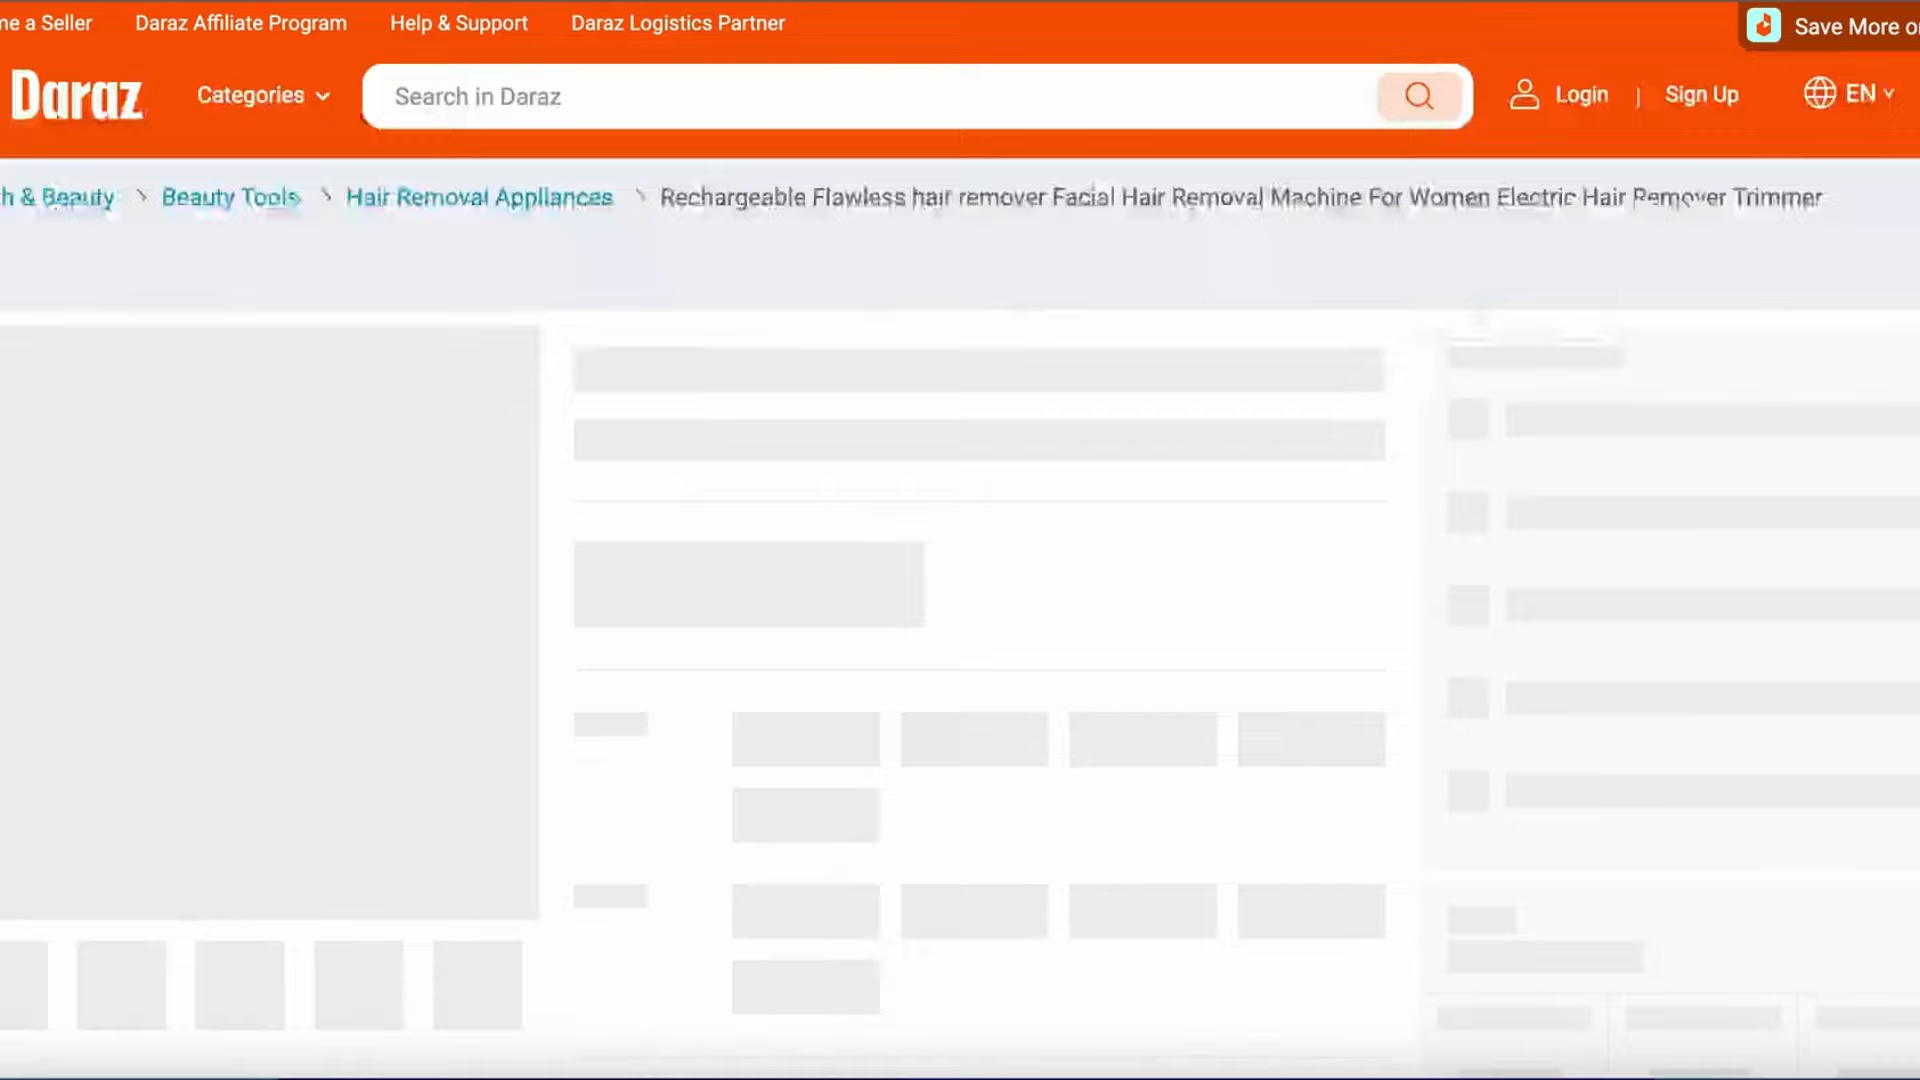 me a Seller Daraz Affiliate Program Help & Support Daraz Logistics Partner Save More o
Daraz Categories Search in Daraz Login | Sign Up EN
h & Beauty > Beauty Tools > Hair Removal Appliances > Rechargeable Flawless hair remover Facial Hair Removal Machine For Women Electric Hair Remover Trimmer